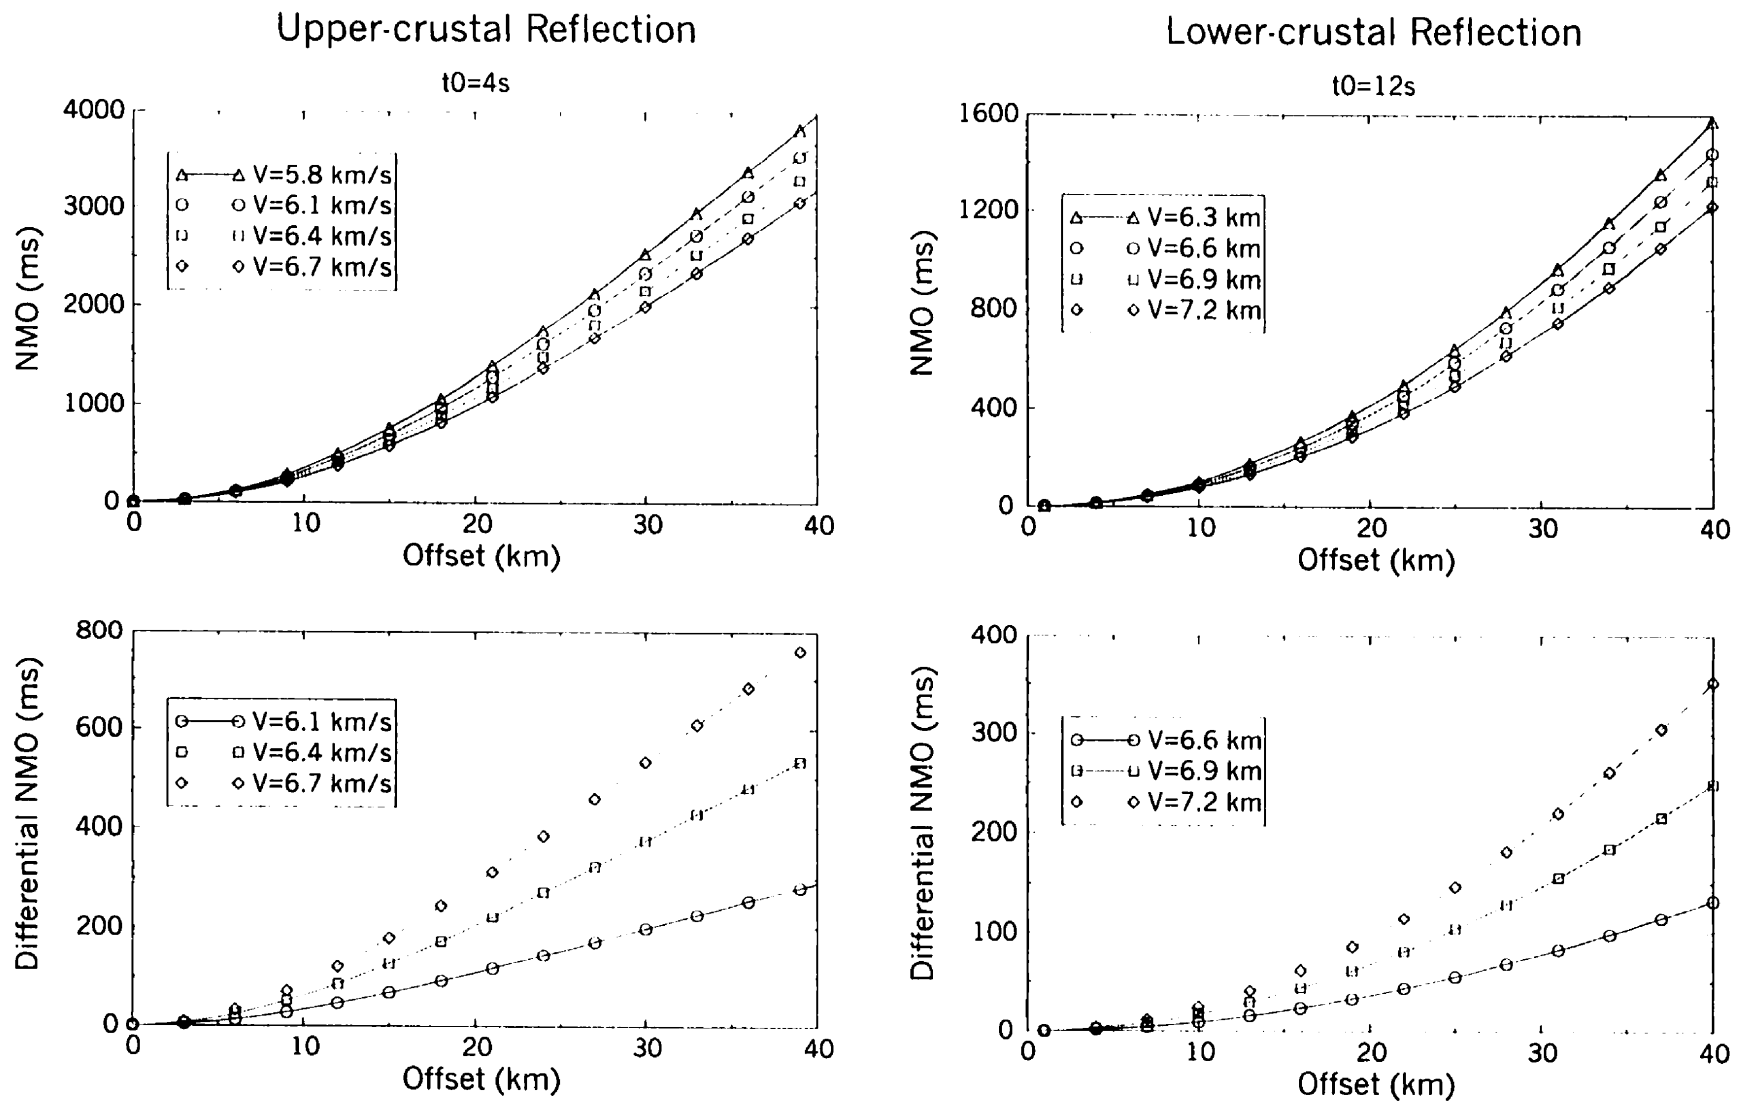 Upper-crustal Reflection
t0=4s
4000
3000
2000
1000
0
NMO (ms)
V=5.8 km/s
V=6.1 km/s
V=6.4 km/s
V=6.7 km/s
0 10 20 30 40
Offset (km)
Lower-crustal Reflection
t0=12s
1600
1200
800
400
0
NMO (ms)
V=6.3 km
V=6.6 km
V=6.9 km
V=7.2 km
0 10 20 30 40
Offset (km)
800
600
400
200
0
Differential NMO (ms)
V=6.1 km/s
V=6.4 km/s
V=6.7 km/s
0 10 20 30 40
Offset (km)
400
300
200
100
0
Differential NMO (ms)
V=6.6 km
V=6.9 km
V=7.2 km
0 10 20 30 40
Offset (km)